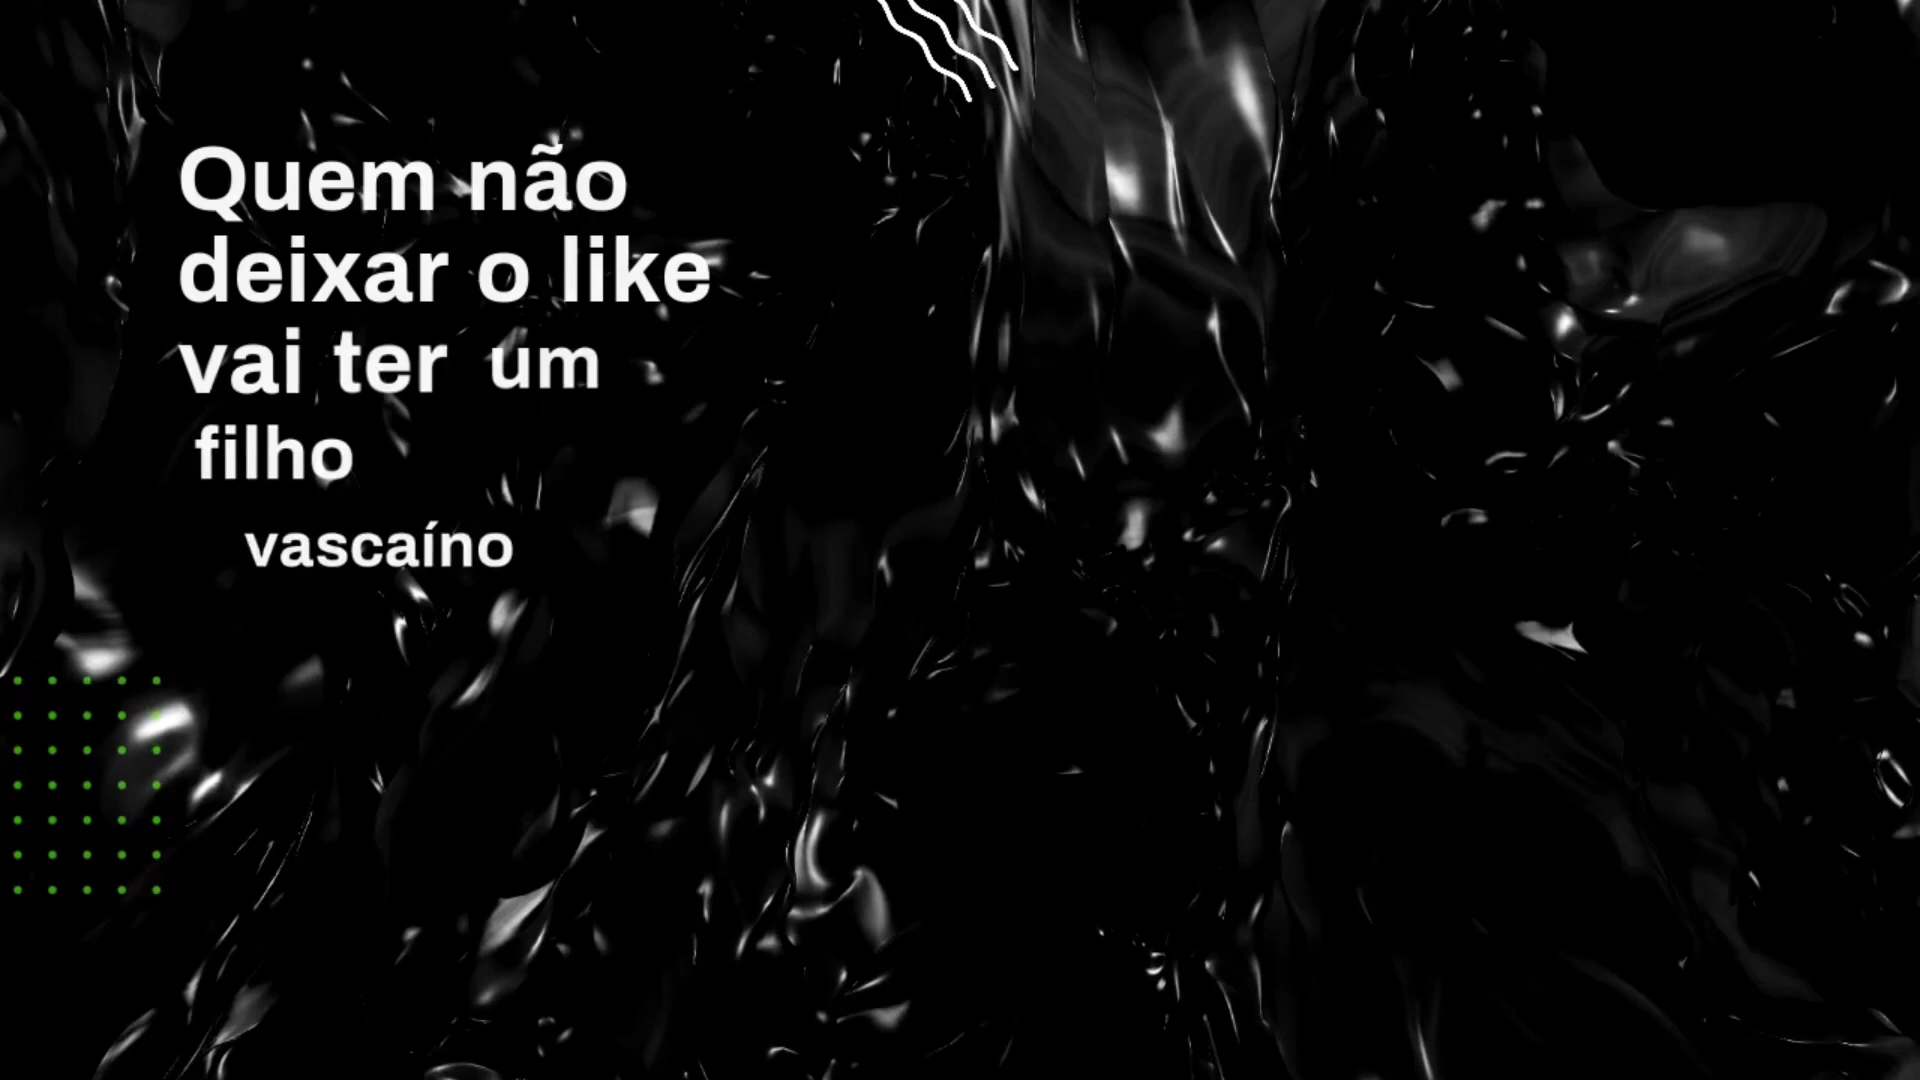 Quem não
deixar o like
vai ter um
filho
vascaíno